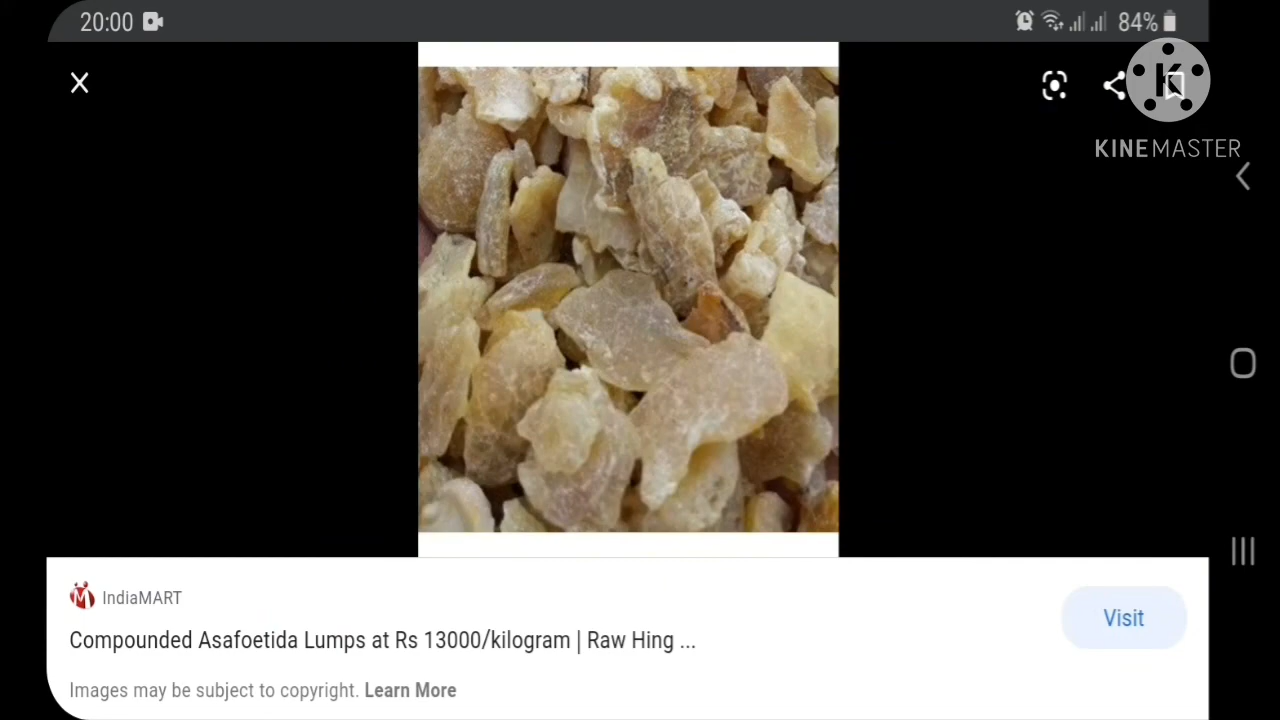 20:00
84%
K
KINEMASTER
IndiaMART
Compounded Asafoetida Lumps at Rs 13000/kilogram | Raw Hing ...
Visit
Images may be subject to copyright. Learn More